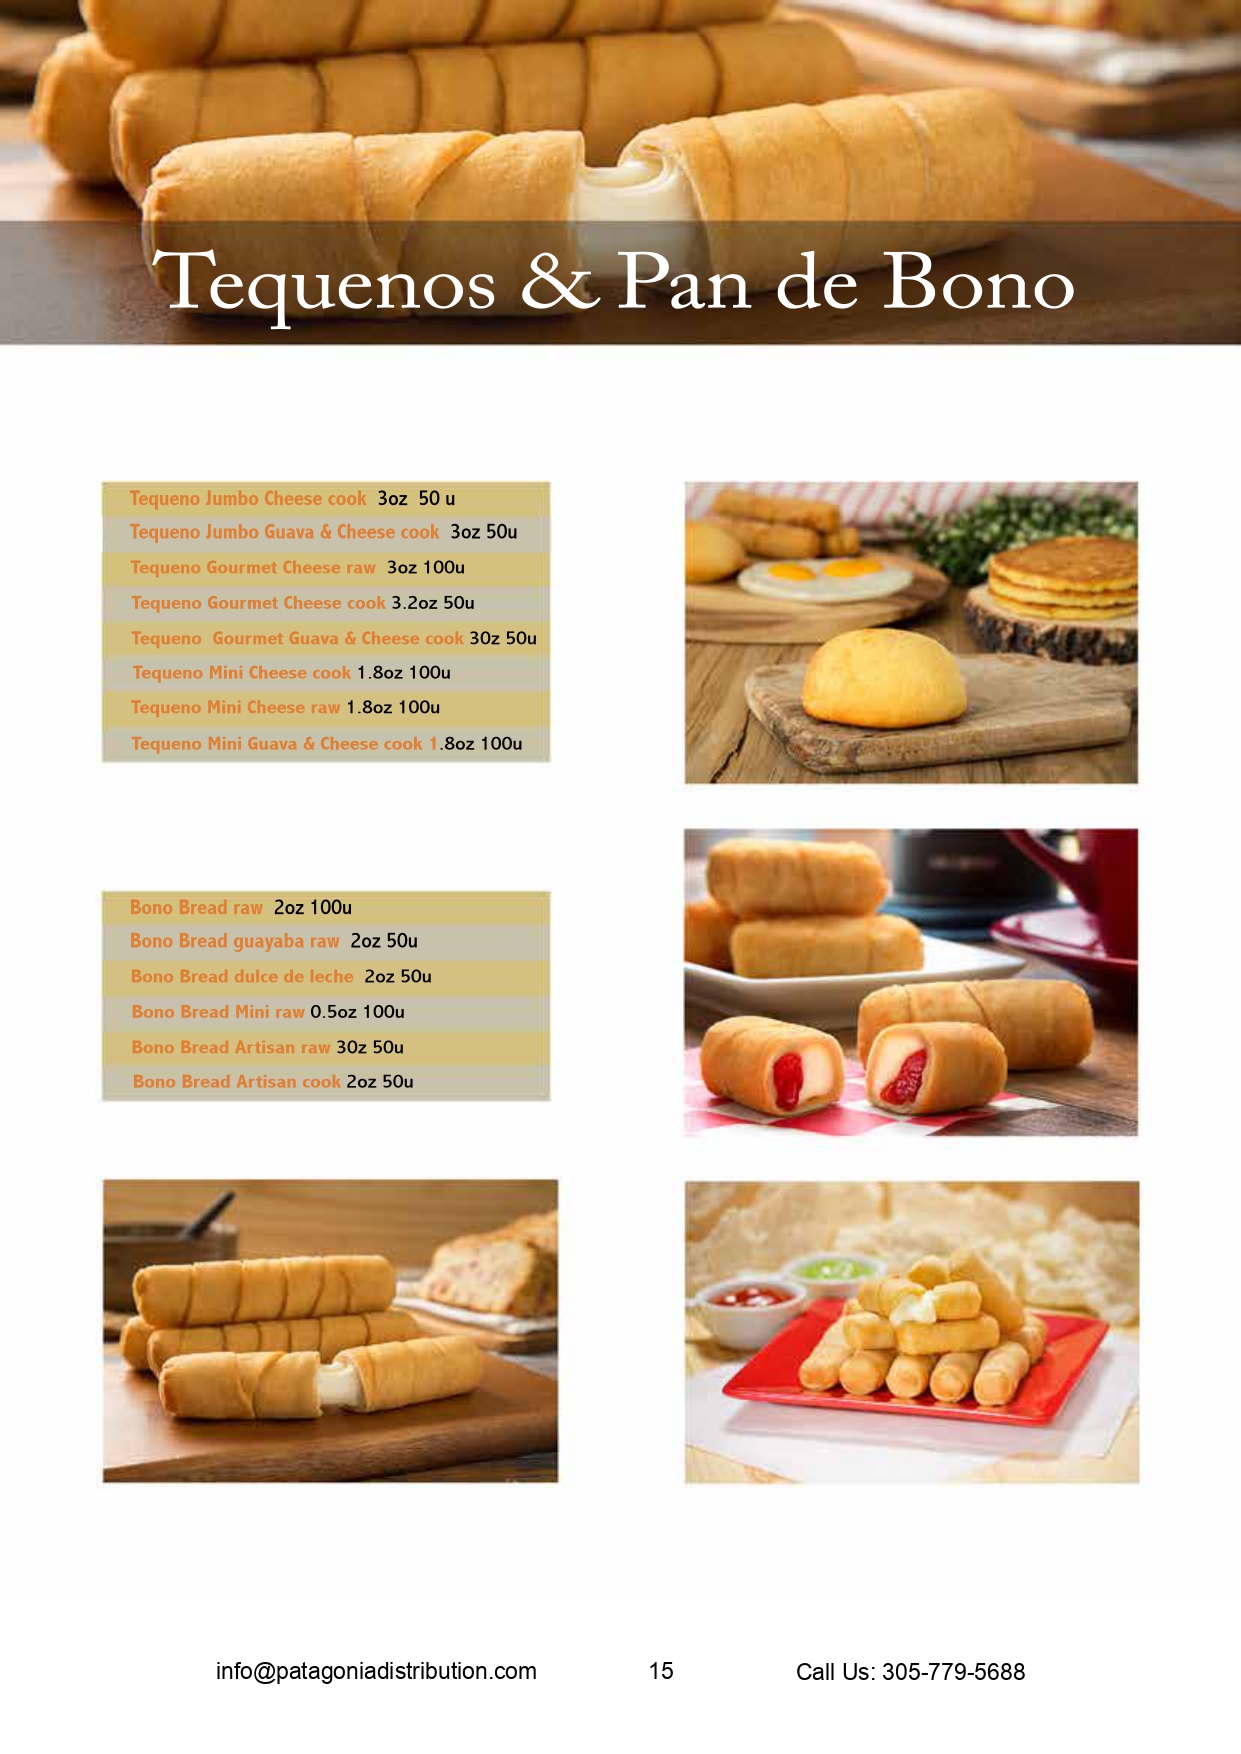 Tequenos & Pan de Bono
Tequeno Jumbo Cheese cook 3oz 50 u
Tequeno Jumbo Guava & Cheese cook 3oz 50u
Tequeno Gourmet Cheese raw 3oz 100u
Tequeno Gourmet Cheese cook 3.2oz 50u
Tequeno Gourmet Guava & Cheese cook 30z 50u
Tequeno Mini Cheese cook 1.8oz 100u
Tequeno Mini Cheese raw 1.8oz 100u
Tequeno Mini Guava & Cheese cook 1.8oz 100u
Bono Bread raw 2oz 100u
Bono Bread guayaba raw 2oz 50u
Bono Bread dulce de leche 2oz 50u
Bono Bread Mini raw 0.5oz 100u
Bono Bread Artisan raw 30z 50u
Bono Bread Artisan cook 2oz 50u
info@patagoniadistribution.com 15 Call Us: 305-779-5688